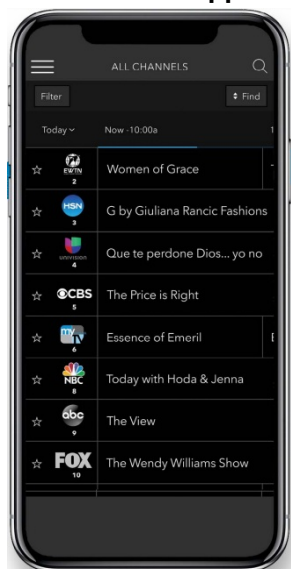 ALL CHANNELS
Filter
Find
Today
Now -10:00a
1
EWTN
2
Women of Grace
HSN
3
G by Giuliana Rancic Fashions
univision
4
Que te perdone Dios... yo no
CBS
5
The Price is Right
my TV
6
Essence of Emeril
E
NBC
8
Today with Hoda & Jenna
abc
9
The View
FOX
10
The Wendy Williams Show